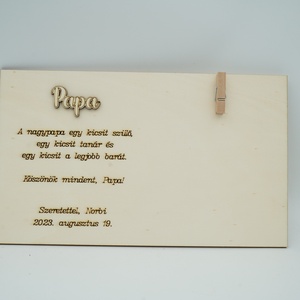 Papa
A nagypapa egy kicsit szülő,
egy kicsit tanár és
egy kicsit a legjobb barát.
Köszönök mindent, Papa!
Szeretettel, Norbi
2023. augusztus 19.